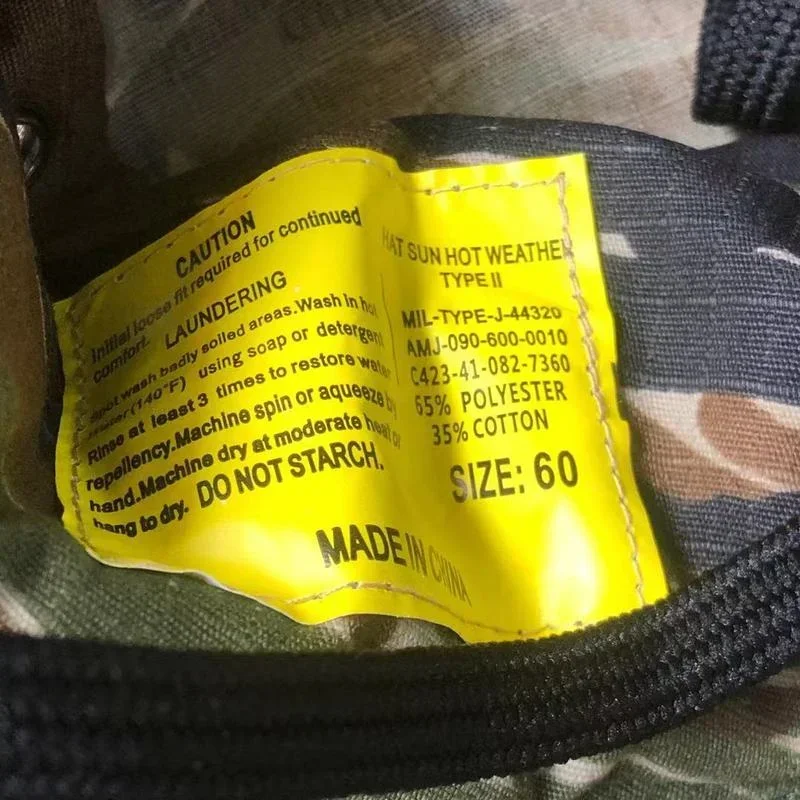 CAUTION
Initial loose fit required for continued
comfort.
LAUNDERING
Spot wash badly soiled areas.Wash in hot
water (140°F) using soap or detergent
Rinse at least 3 times to restore water
repellency.Machine spin or aqueeze by
hand.Machine dry at moderate heat or
hang to dry. DO NOT STARCH.
HAT SUN HOT WEATHER
TYPE II
MIL-TYPE-J-44320
AMJ-090-600-0010
C423-41-082-7360
65% POLYESTER
35% COTTON
SIZE: 60
MADE IN CHINA